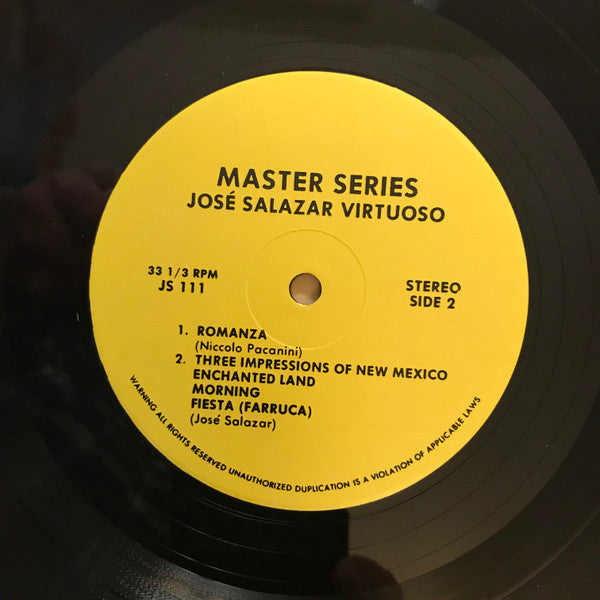 MASTER SERIES
JOSÉ SALAZAR VIRTUOSO
33 1/3 RPM
JS 111
STEREO
SIDE 2
1. ROMANZA
(Niccolo Pacanini)
2. THREE IMPRESSIONS OF NEW MEXICO
ENCHANTED LAND
MORNING
FIESTA (FARRUCA)
(José Salazar)
WARNING ALL RIGHTS RESERVED UNAUTHORIZED DUPLICATION IS A VIOLATION OF APPLICABLE LAWS